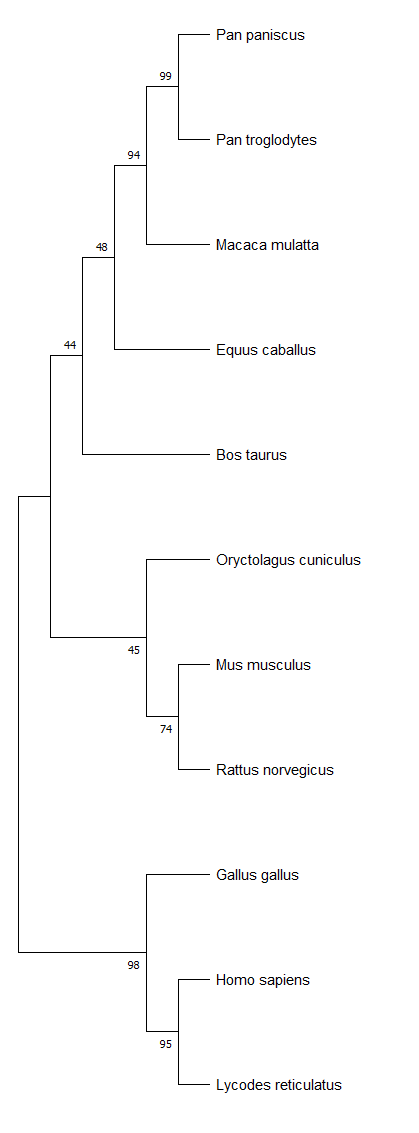 Pan paniscus
99
Pan troglodytes
94
Macaca mulatta
48
Equus caballus
44
Bos taurus
Oryctolagus cuniculus
45
Mus musculus
74
Rattus norvegicus
Gallus gallus
98
Homo sapiens
95
Lycodes reticulatus